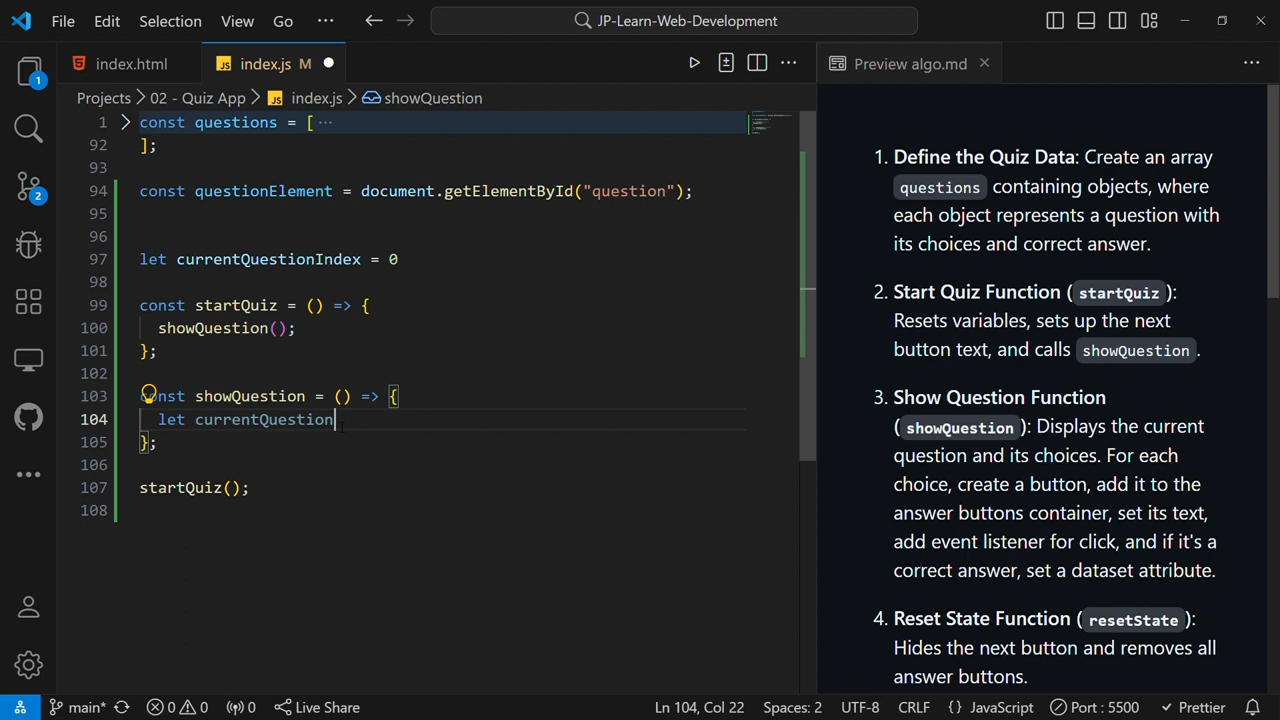 File Edit Selection View Go ··· JP-Learn-Web-Development
index.html index.js M Preview algo.md
Projects > 02 - Quiz App > JS index.js > showQuestion
1 const questions = [ ···
92 ];
93
94 const questionElement = document.getElementById("question");
95
96
97 let currentQuestionIndex = 0
98
99 const startQuiz = () => {
100 showQuestion();
101 };
102
103 const showQuestion = () => {
104 let currentQuestion
105 };
106
107 startQuiz();
108
1. Define the Quiz Data: Create an array
questions containing objects, where
each object represents a question with
its choices and correct answer.
2. Start Quiz Function ( startQuiz ):
Resets variables, sets up the next
button text, and calls showQuestion .
3. Show Question Function
( showQuestion ): Displays the current
question and its choices. For each
choice, create a button, add it to the
answer buttons container, set its text,
add event listener for click, and if it's a
correct answer, set a dataset attribute.
4. Reset State Function ( resetState ):
Hides the next button and removes all
answer buttons.
1
2
main* 0 0 0 Live Share Ln 104, Col 22 Spaces: 2 UTF-8 CRLF {} JavaScript Port : 5500 Prettier